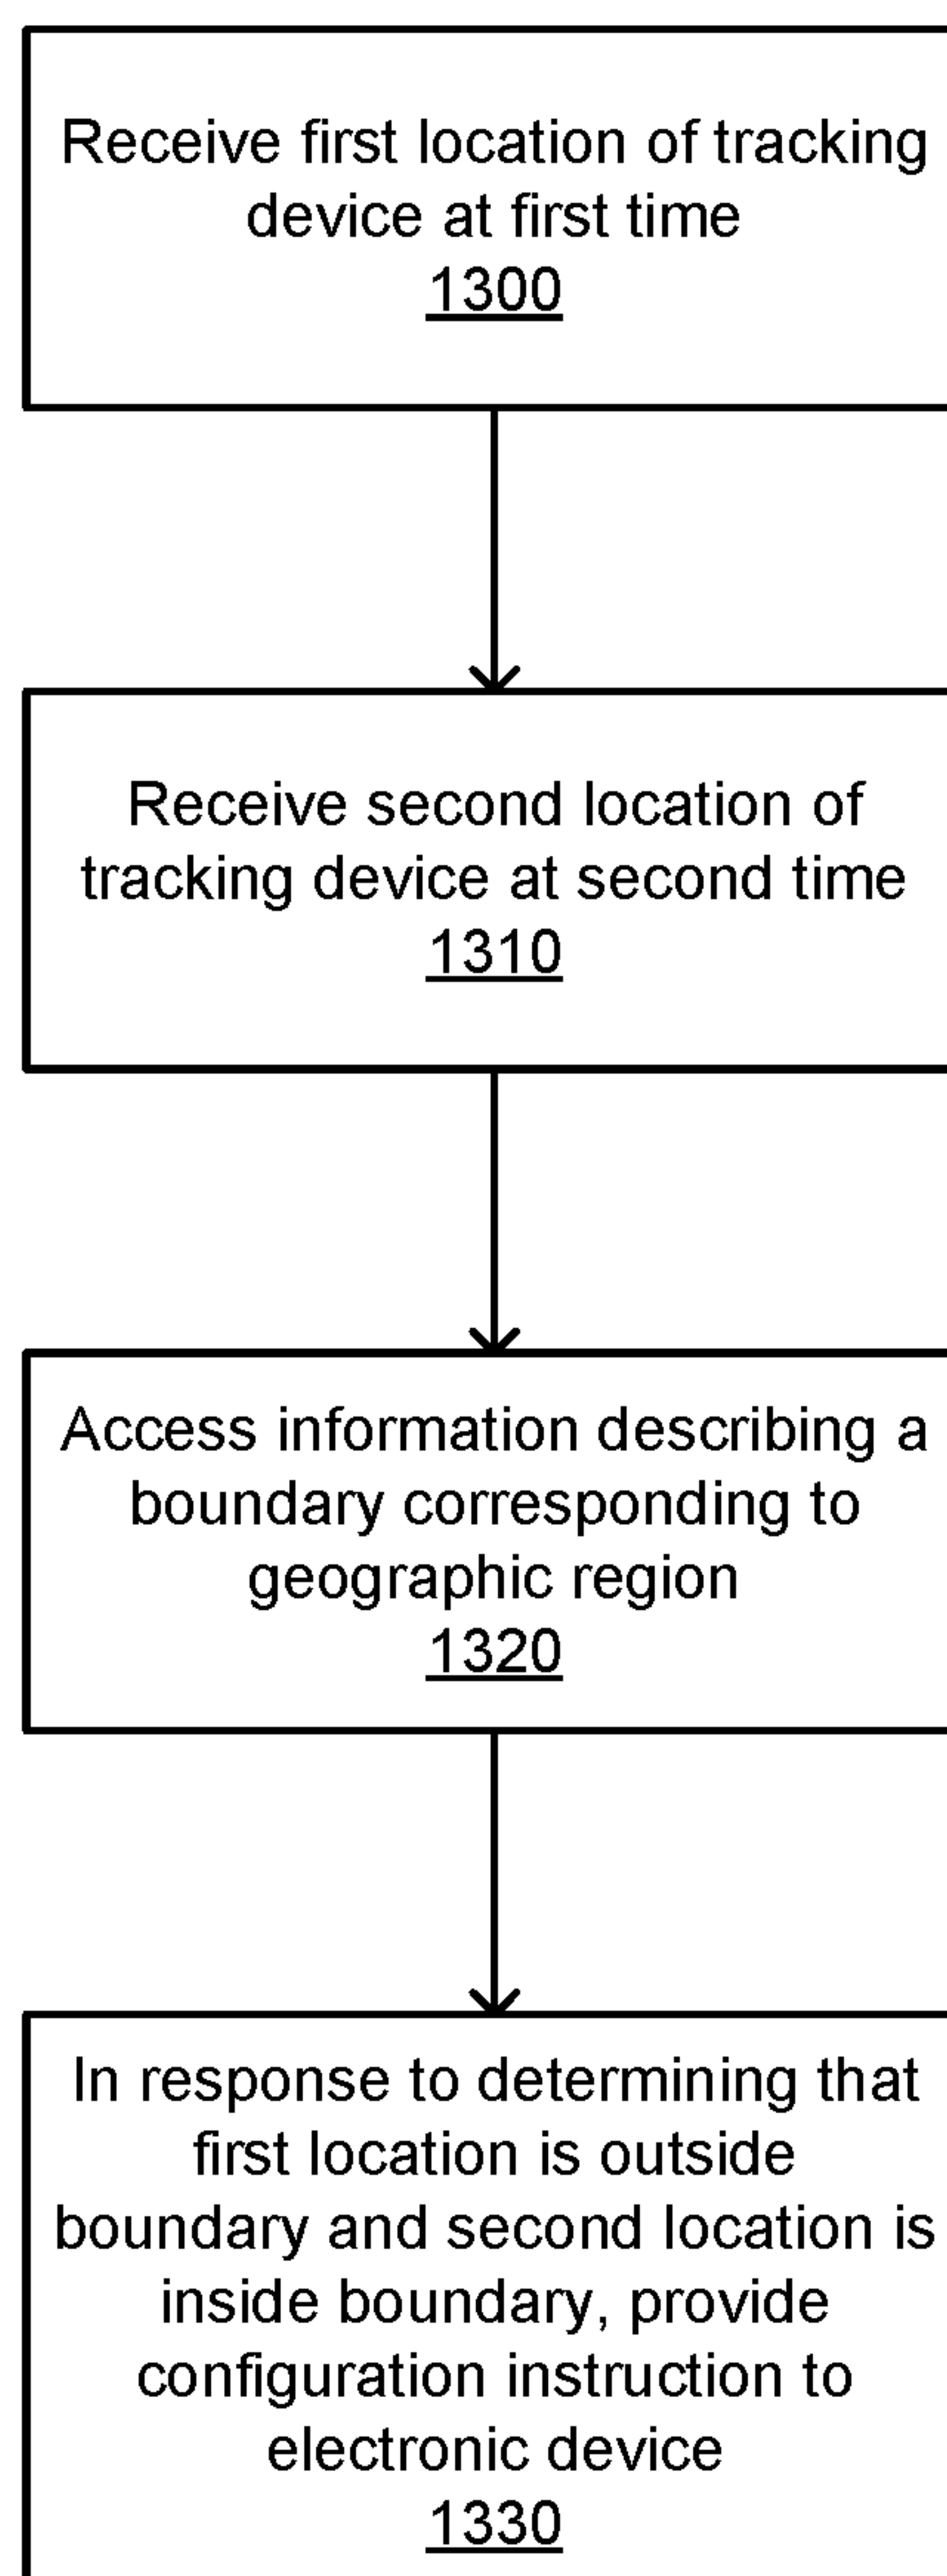 Receive first location of tracking
device at first time
1300
Receive second location of
tracking device at second time
1310
Access information describing a
boundary corresponding to
geographic region
1320
In response to determining that
first location is outside
boundary and second location is
inside boundary, provide
configuration instruction to
electronic device
1330